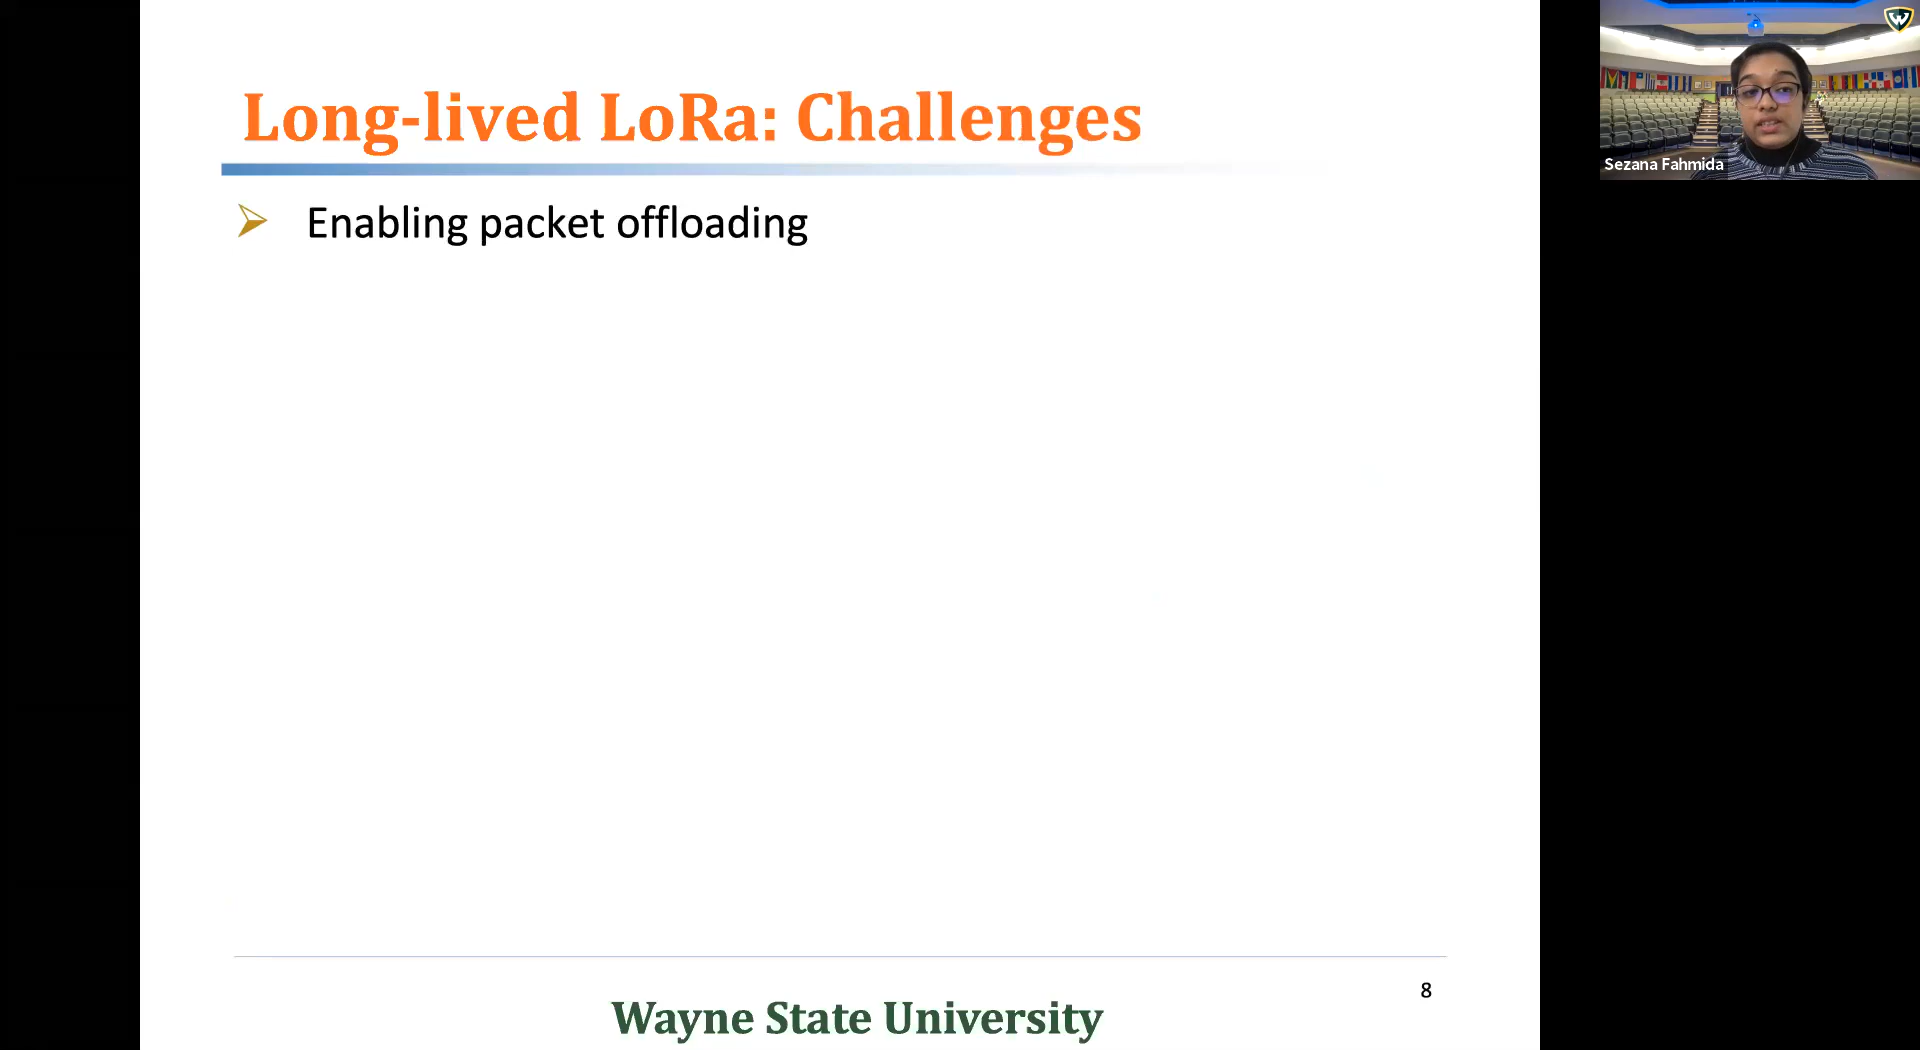 Long-lived LoRa: Challenges
Enabling packet offloading
Wayne State University
8
Sezana Fahmida
W